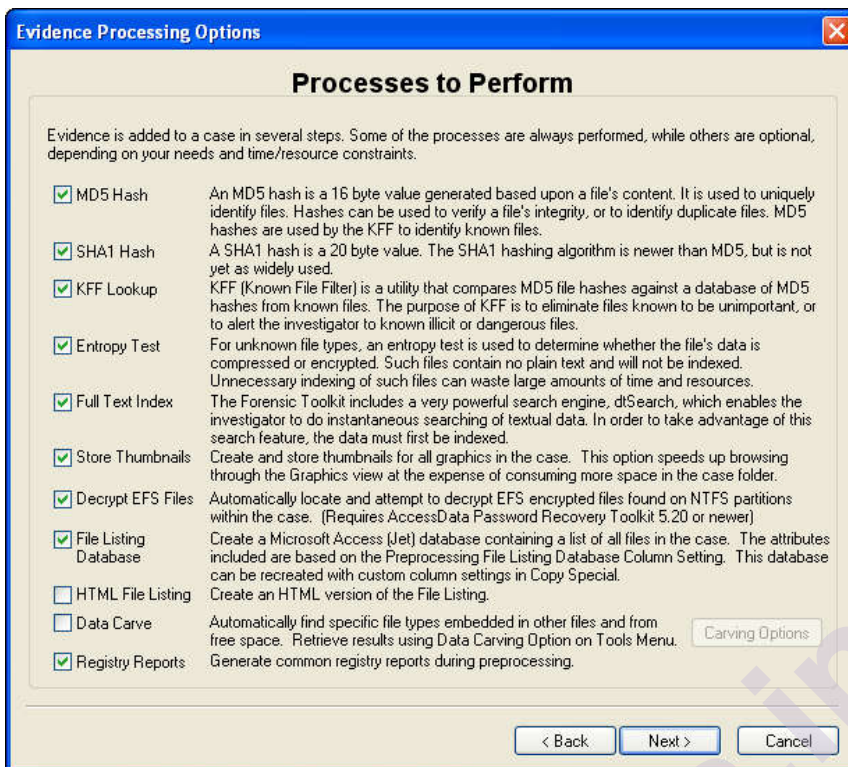 Evidence Processing Options
Processes to Perform
Evidence is added to a case in several steps. Some of the processes are always performed, while others are optional,
depending on your needs and time/resource constraints.
MD5 Hash
An MD5 hash is a 16 byte value generated based upon a file's content. It is used to uniquely
identify files. Hashes can be used to verify a file's integrity, or to identify duplicate files. MD5
hashes are used by the KFF to identify known files.
SHA1 Hash
A SHA1 hash is a 20 byte value. The SHA1 hashing algorithm is newer than MD5, but is not
yet as widely used.
KFF Lookup
KFF (Known File Filter) is a utility that compares MD5 file hashes against a database of MD5
hashes from known files. The purpose of KFF is to eliminate files known to be unimportant, or
to alert the investigator to known illicit or dangerous files.
Entropy Test
For unknown file types, an entropy test is used to determine whether the file's data is
compressed or encrypted. Such files contain no plain text and will not be indexed.
Unnecessary indexing of such files can waste large amounts of time and resources.
Full Text Index
The Forensic Toolkit includes a very powerful search engine, dtSearch, which enables the
investigator to do instantaneous searching of textual data. In order to take advantage of this
search feature, the data must first be indexed.
Store Thumbnails
Create and store thumbnails for all graphics in the case. This option speeds up browsing
through the Graphics view at the expense of consuming more space in the case folder.
Decrypt EFS Files
Automatically locate and attempt to decrypt EFS encrypted files found on NTFS partitions
within the case. (Requires AccessData Password Recovery Toolkit 5.20 or newer)
File Listing
Database
Create a Microsoft Access (Jet) database containing a list of all files in the case. The attributes
included are based on the Preprocessing File Listing Database Column Setting. This database
can be recreated with custom column settings in Copy Special.
HTML File Listing
Create an HTML version of the File Listing.
Data Carve
Automatically find specific file types embedded in other files and from
free space. Retrieve results using Data Carving Option on Tools Menu.
Carving Options
Registry Reports
Generate common registry reports during preprocessing.
< Back
Next >
Cancel